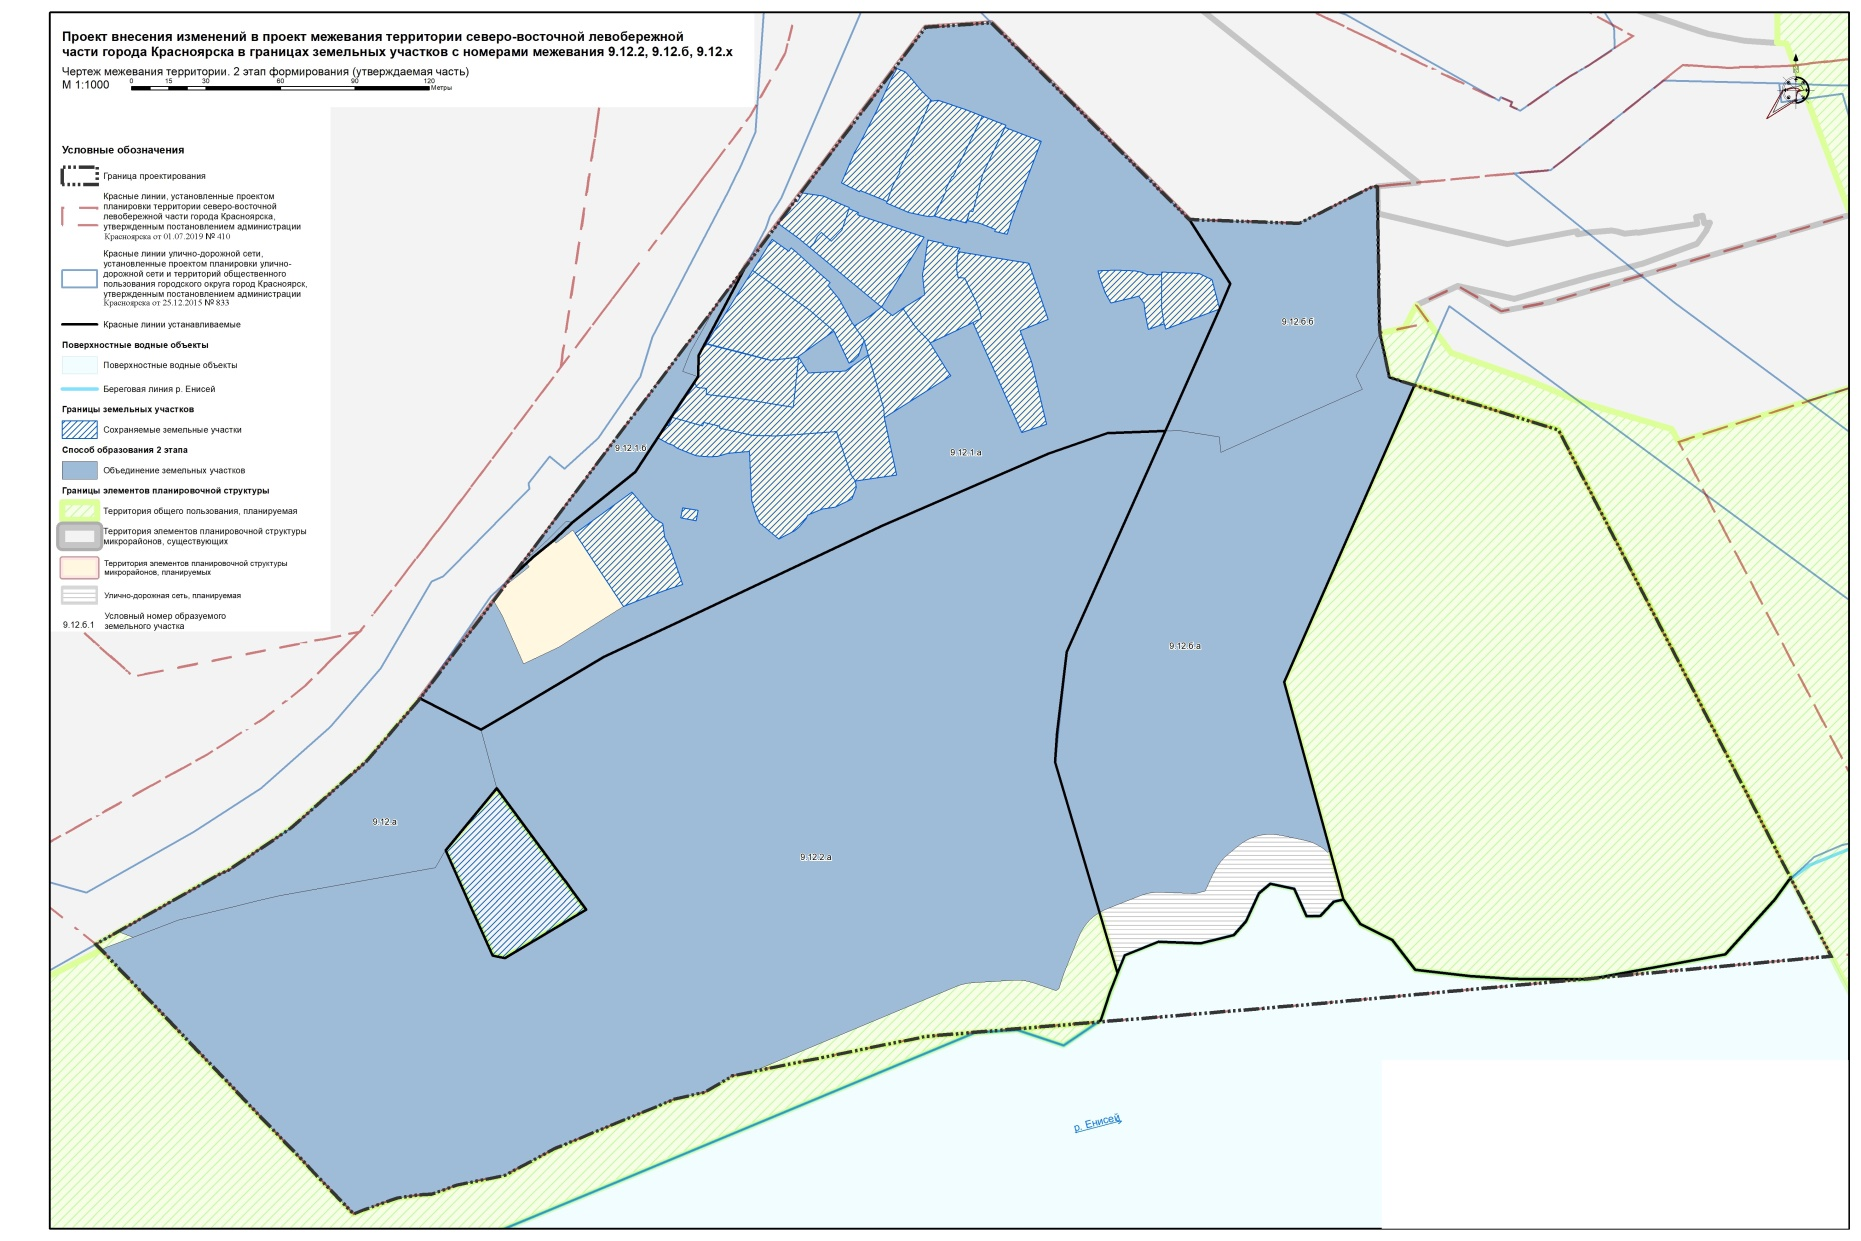 Проект внесения изменений в проект межевания территории северо-восточной левобережной
части города Красноярска в границах земельных участков с номерами межевания 9.12.2, 9.12.б, 9.12.х
Чертеж межевания территории. 2 этап формирования (утверждаемая часть)
М 1:1000
0 15 30 60 90 120
Метры
Условные обозначения
Граница проектирования
Красные линии, установленные проектом
планировки территории северо-восточной
левобережной части города Красноярска,
утвержденным постановлением администрации
Красноярска от 01.07.2019 № 410
Красные линии улично-дорожной сети,
установленные проектом планировки улично-
дорожной сети и территорий общественного
пользования городского округа город Красноярск,
утвержденным постановлением администрации
Красноярска от 25.12.2015 № 833
Красные линии устанавливаемые
Поверхностные водные объекты
Поверхностные водные объекты
Береговая линия р. Енисей
Границы земельных участков
Сохраняемые земельные участки
Способ образования 2 этапа
Объединение земельных участков
Границы элементов планировочной структуры
Территория общего пользования, планируемая
Территория элементов планировочной структуры
микрорайонов, существующих
Территория элементов планировочной структуры
микрорайонов, планируемых
Улично-дорожная сеть, планируемая
9.12.б.1
Условный номер образуемого
земельного участка
9.12.б.б
9.12.1.б
9.12.1.а
9.12.б.а
9.12.а
9.12.2.а
р. Енисей